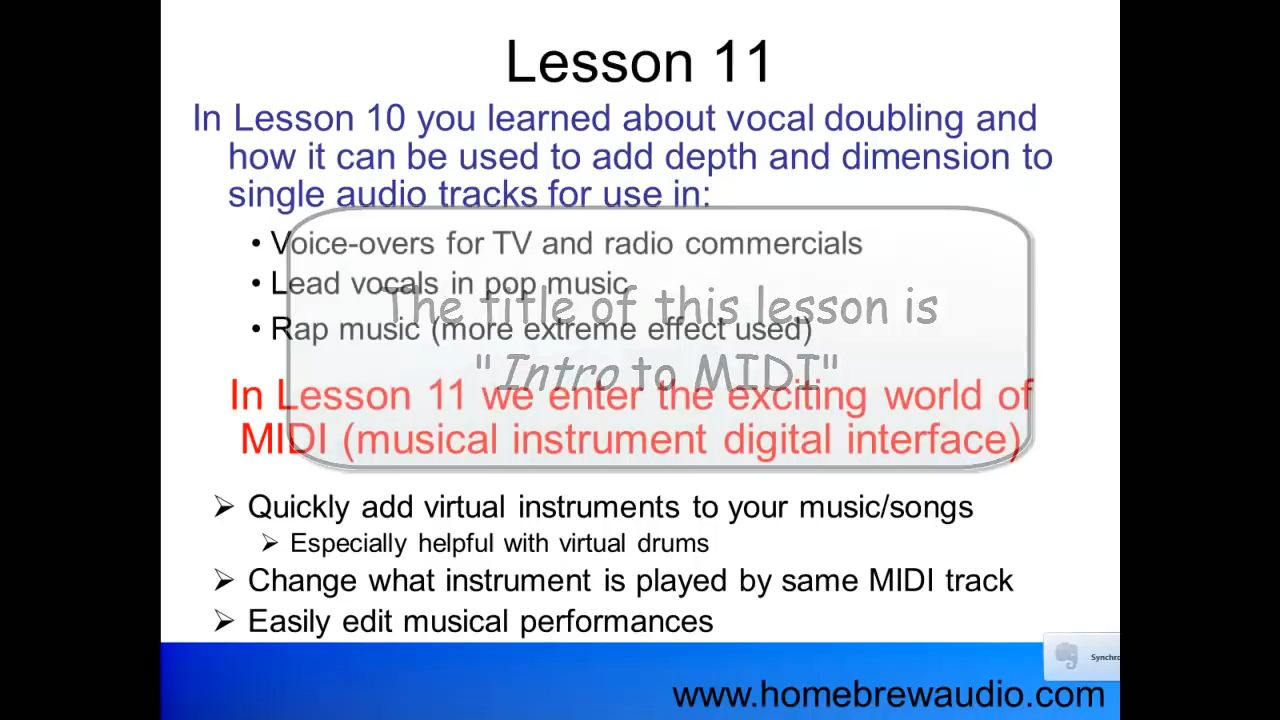 Lesson 11
In Lesson 10 you learned about vocal doubling and
how it can be used to add depth and dimension to
single audio tracks for use in:
• Voice-overs for TV and radio commercials
• Lead vocals in pop music
The title of this lesson is
• Rap music (more extreme effect used)
"Intro to MIDI"
In Lesson 11 we enter the exciting world of
MIDI (musical instrument digital interface)
➢ Quickly add virtual instruments to your music/songs
➢ Especially helpful with virtual drums
➢ Change what instrument is played by same MIDI track
➢ Easily edit musical performances
Synchro
www.homebrewaudio.com